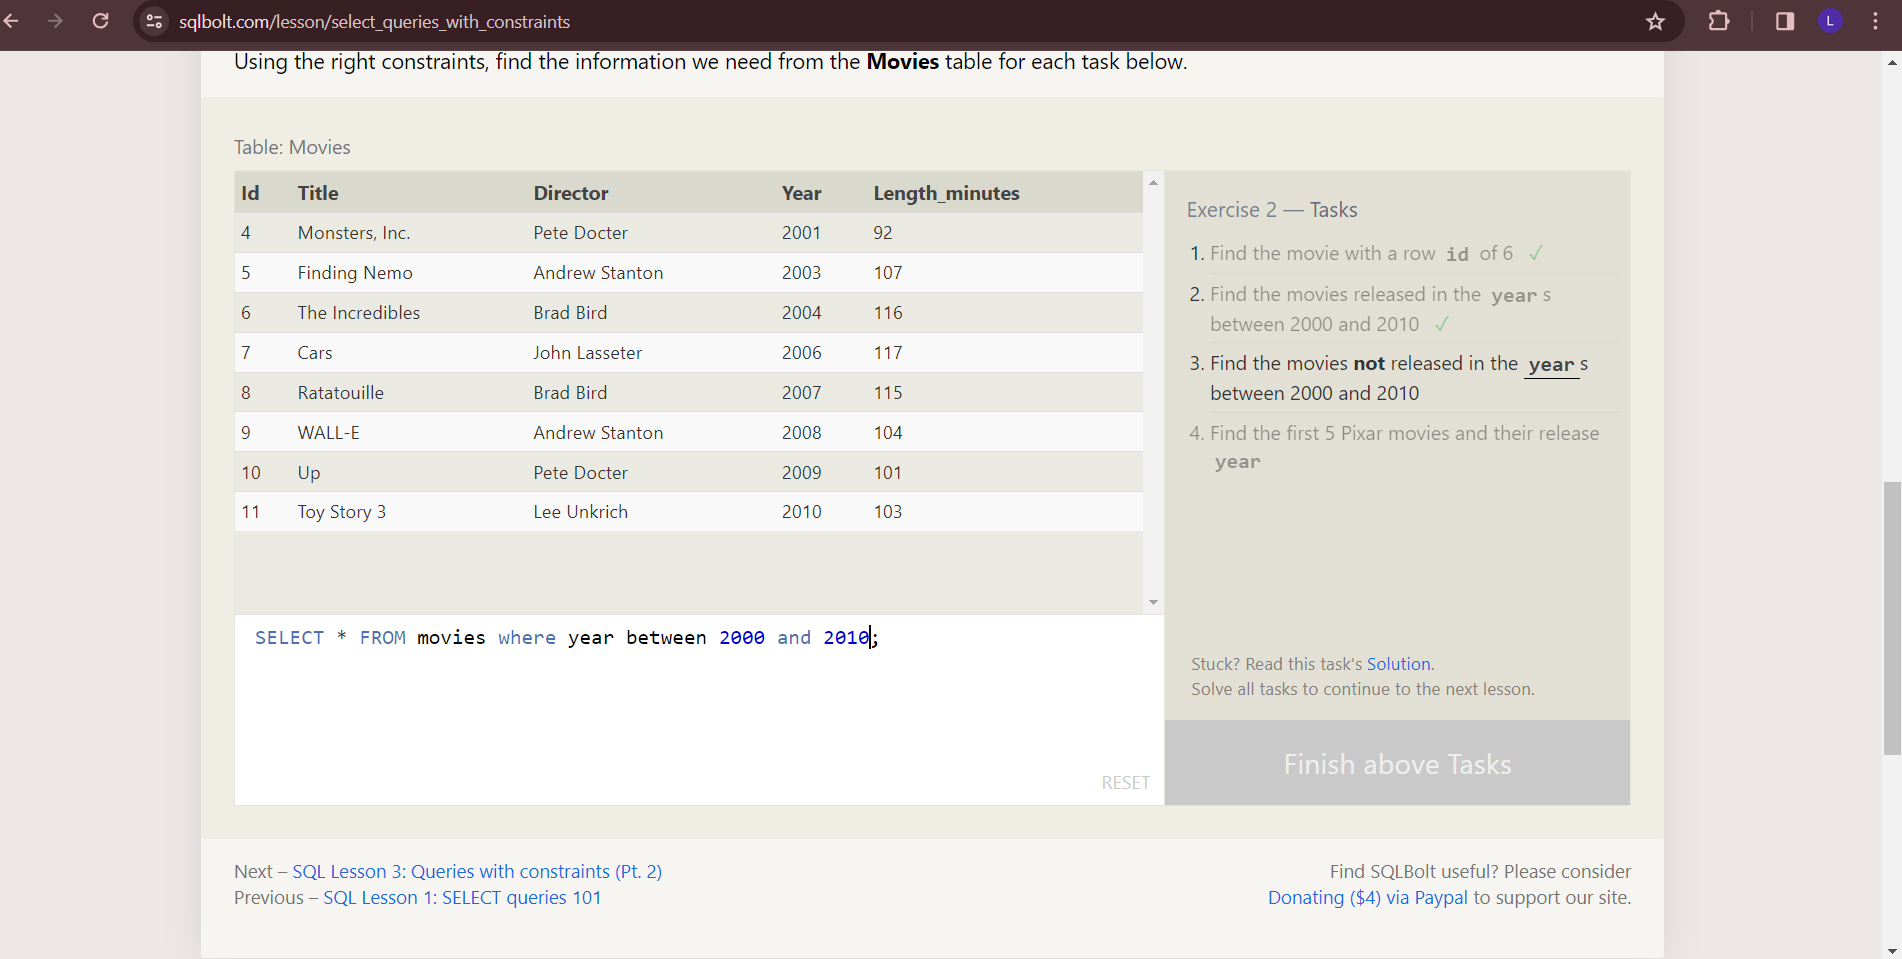 sqlbolt.com/lesson/select_queries_with_constraints
L
Using the right constraints, find the information we need from the Movies table for each task below.
Table: Movies
Id Title Director Year Length_minutes
4 Monsters, Inc. Pete Docter 2001 92
5 Finding Nemo Andrew Stanton 2003 107
6 The Incredibles Brad Bird 2004 116
7 Cars John Lasseter 2006 117
8 Ratatouille Brad Bird 2007 115
9 WALL-E Andrew Stanton 2008 104
10 Up Pete Docter 2009 101
11 Toy Story 3 Lee Unkrich 2010 103
SELECT * FROM movies where year between 2000 and 2010;
RESET
Exercise 2 — Tasks
1. Find the movie with a row id of 6 ✓
2. Find the movies released in the year s
between 2000 and 2010 ✓
3. Find the movies not released in the year s
between 2000 and 2010
4. Find the first 5 Pixar movies and their release
year
Stuck? Read this task's Solution.
Solve all tasks to continue to the next lesson.
Finish above Tasks
Next – SQL Lesson 3: Queries with constraints (Pt. 2)
Previous – SQL Lesson 1: SELECT queries 101
Find SQLBolt useful? Please consider
Donating ($4) via Paypal to support our site.